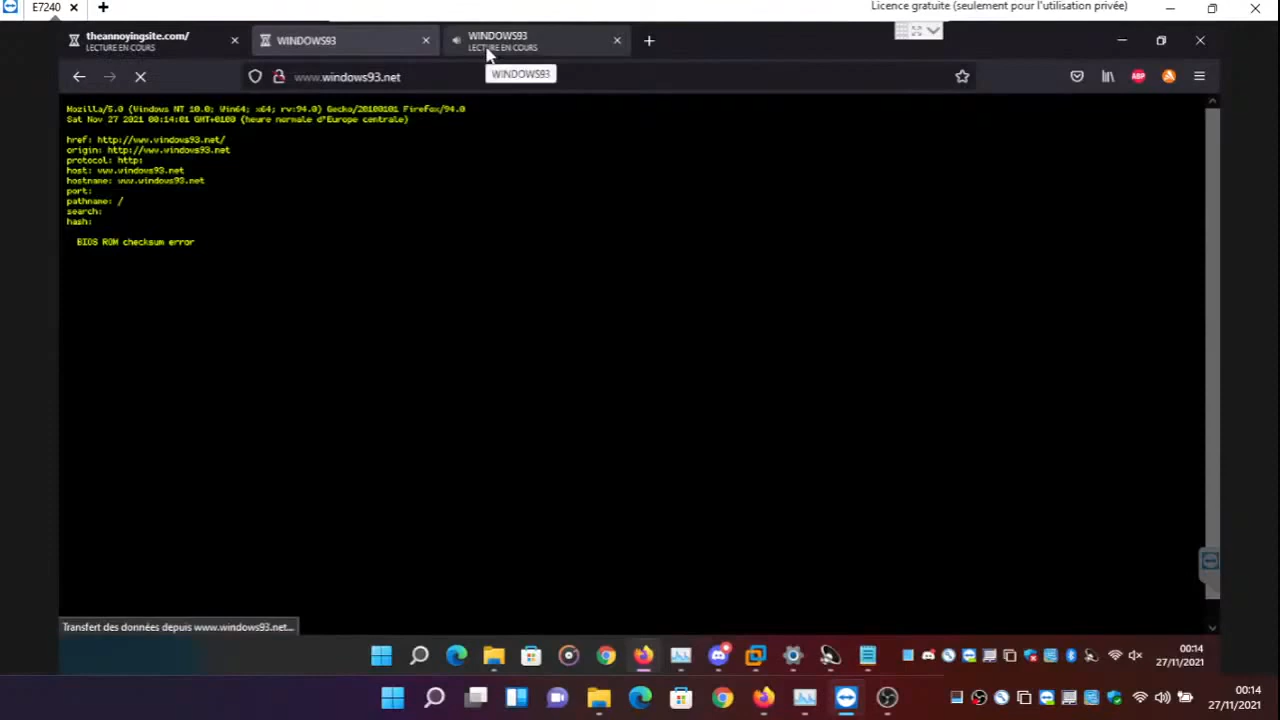 E7240
Licence gratuite (seulement pour l'utilisation privée)
theannoyingsite.com/
LECTURE EN COURS
WINDOWS93
WINDOWS93
LECTURE EN COURS
www.windows93.net
WINDOWS93
ABP
Mozilla/5.0 (Windows NT 10.0; Win64; x64; rv:94.0) Gecko/20100101 Firefox/94.0
Sat Nov 27 2021 00:14:01 GMT+0100 (heure normale d'Europe centrale)
href: http://www.windows93.net/
origin: http://www.windows93.net
protocol: http:
host: www.windows93.net
hostname: www.windows93.net
port:
pathname: /
search:
hash:
BIOS ROM checksum error
Transfert des données depuis www.windows93.net...
00:14
27/11/2021
00:14
27/11/2021